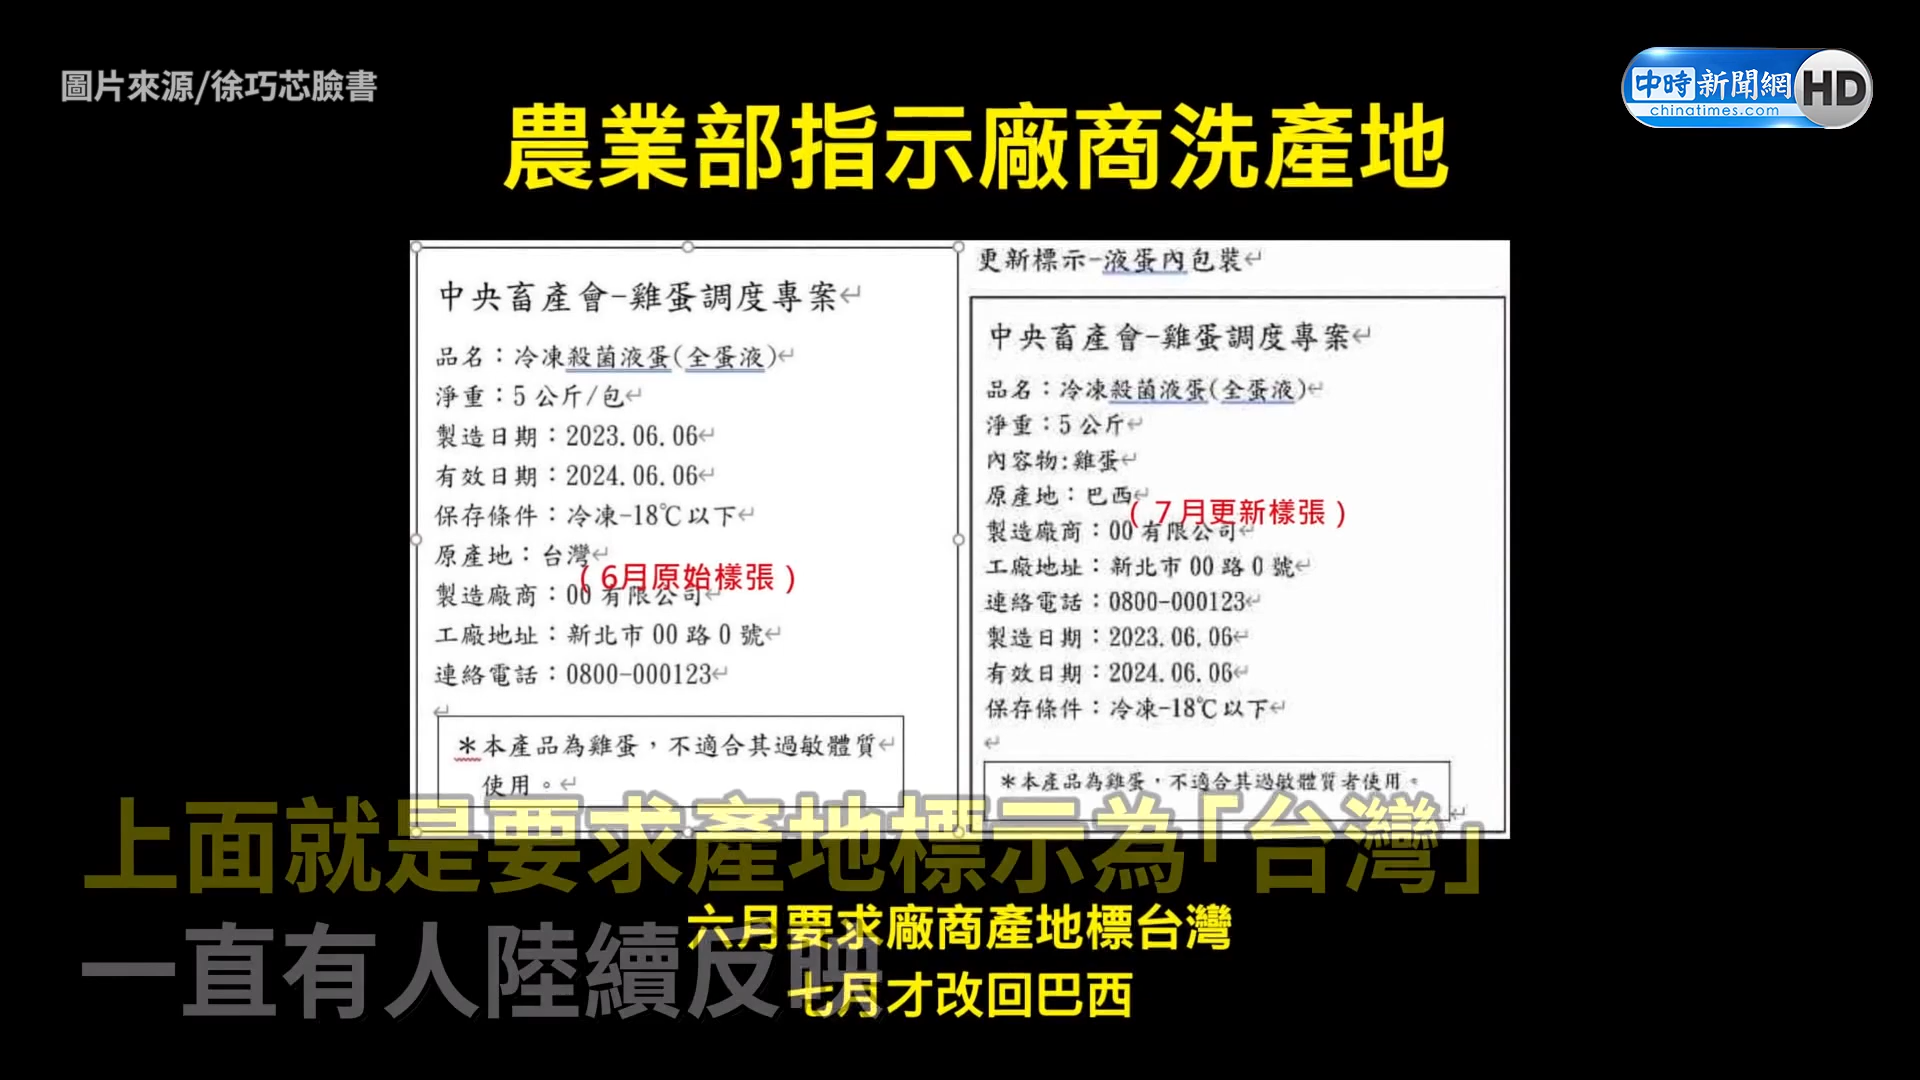 圖片來源/徐巧芯臉書
中時新聞網HD
chinatimes.com
農業部指示廠商洗產地
中央畜產會-雞蛋調度專案
品名：冷凍殺菌液蛋(全蛋液)
淨重：5公斤/包
製造日期：2023.06.06
有效日期：2024.06.06
保存條件：冷凍-18℃以下
原產地：台灣
（6月原始樣張）
製造廠商：00有限公司
工廠地址：新北市00路0號
連絡電話：0800-000123
＊本產品為雞蛋，不適合其過敏體質
使用。
更新標示-液蛋內包裝
中央畜產會-雞蛋調度專案
品名：冷凍殺菌液蛋(全蛋液)
淨重：5公斤
內容物:雞蛋
原產地：巴西
（7月更新樣張）
製造廠商：00有限公司
工廠地址：新北市00路0號
連絡電話：0800-000123
製造日期：2023.06.06
有效日期：2024.06.06
保存條件：冷凍-18℃以下
＊本產品為雞蛋，不適合其過敏體質者使用。
上面就是要求產地標示為「台灣」
一直有人陸續反映
六月要求廠商產地標台灣
七月才改回巴西